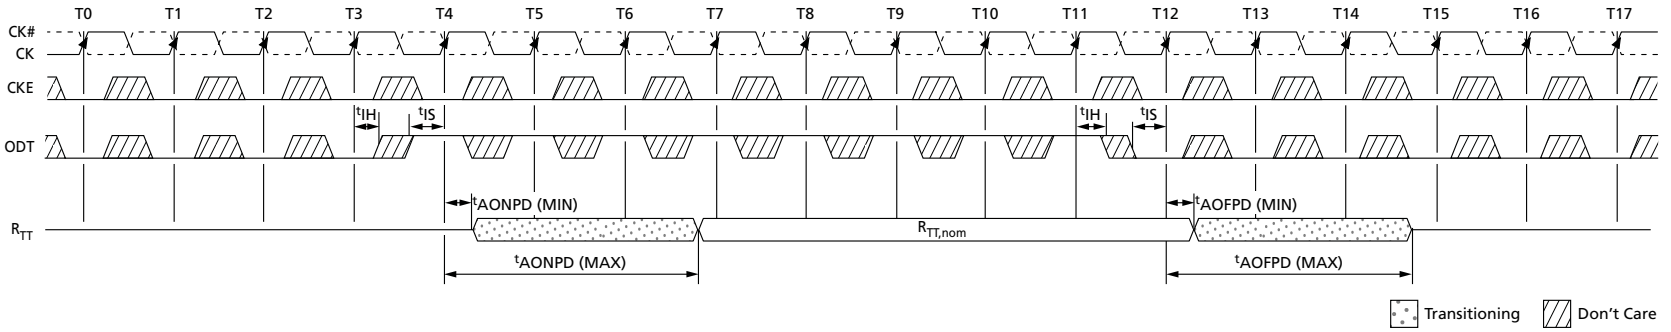 T0 T1 T2 T3 T4 T5 T6 T7 T8 T9 T10 T11 T12 T13 T14 T15 T16 T17
CK#
CK
CKE
tIH tIS tIH tIS
ODT
tAONPD (MIN) tAOFPD (MIN)
RTT RTT,nom
tAONPD (MAX) tAOFPD (MAX)
Transitioning Don't Care